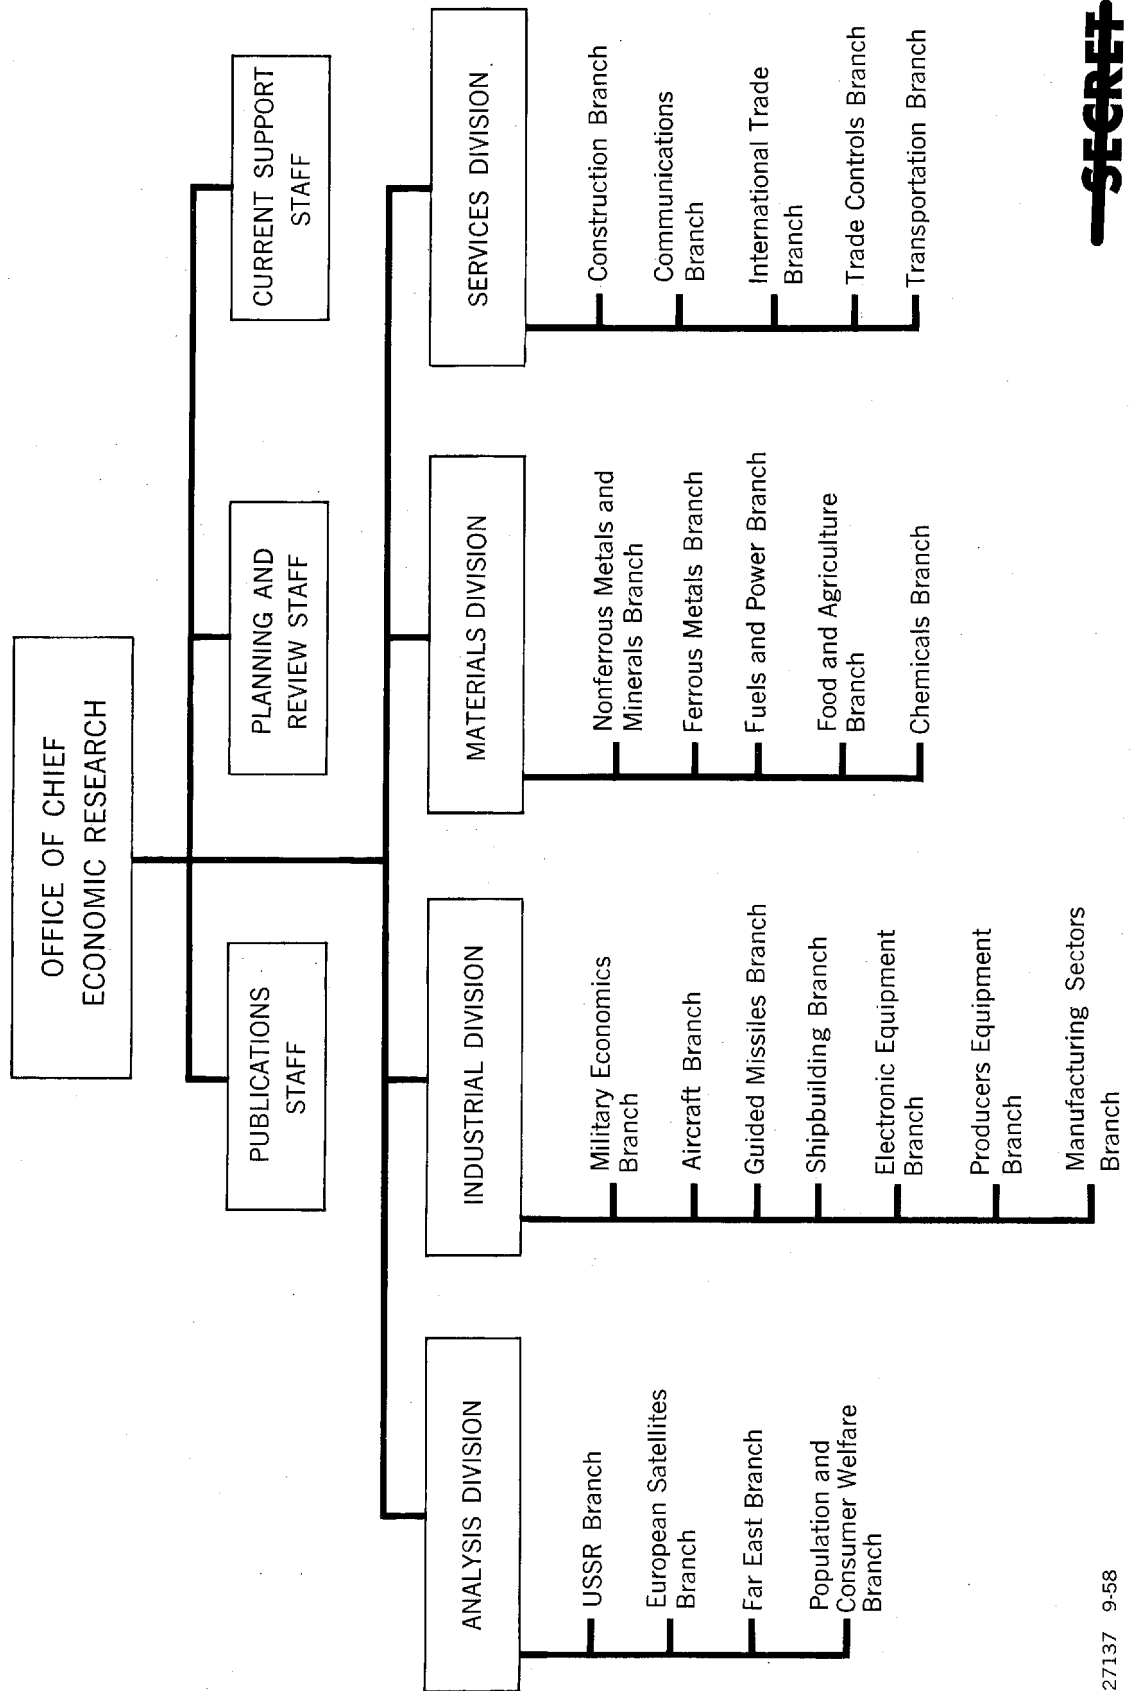 OFFICE OF CHIEF
ECONOMIC RESEARCH
PUBLICATIONS
STAFF
PLANNING AND
REVIEW STAFF
CURRENT SUPPORT
STAFF
ANALYSIS DIVISION
USSR Branch
European Satellites
Branch
Far East Branch
Population and
Consumer Welfare
Branch
INDUSTRIAL DIVISION
Military Economics
Branch
Aircraft Branch
Guided Missiles Branch
Shipbuilding Branch
Electronic Equipment
Branch
Producers Equipment
Branch
Manufacturing Sectors
Branch
MATERIALS DIVISION
Nonferrous Metals and
Minerals Branch
Ferrous Metals Branch
Fuels and Power Branch
Food and Agriculture
Branch
Chemicals Branch
SERVICES DIVISION
Construction Branch
Communications
Branch
International Trade
Branch
Trade Controls Branch
Transportation Branch
27137 9-58
SECRET